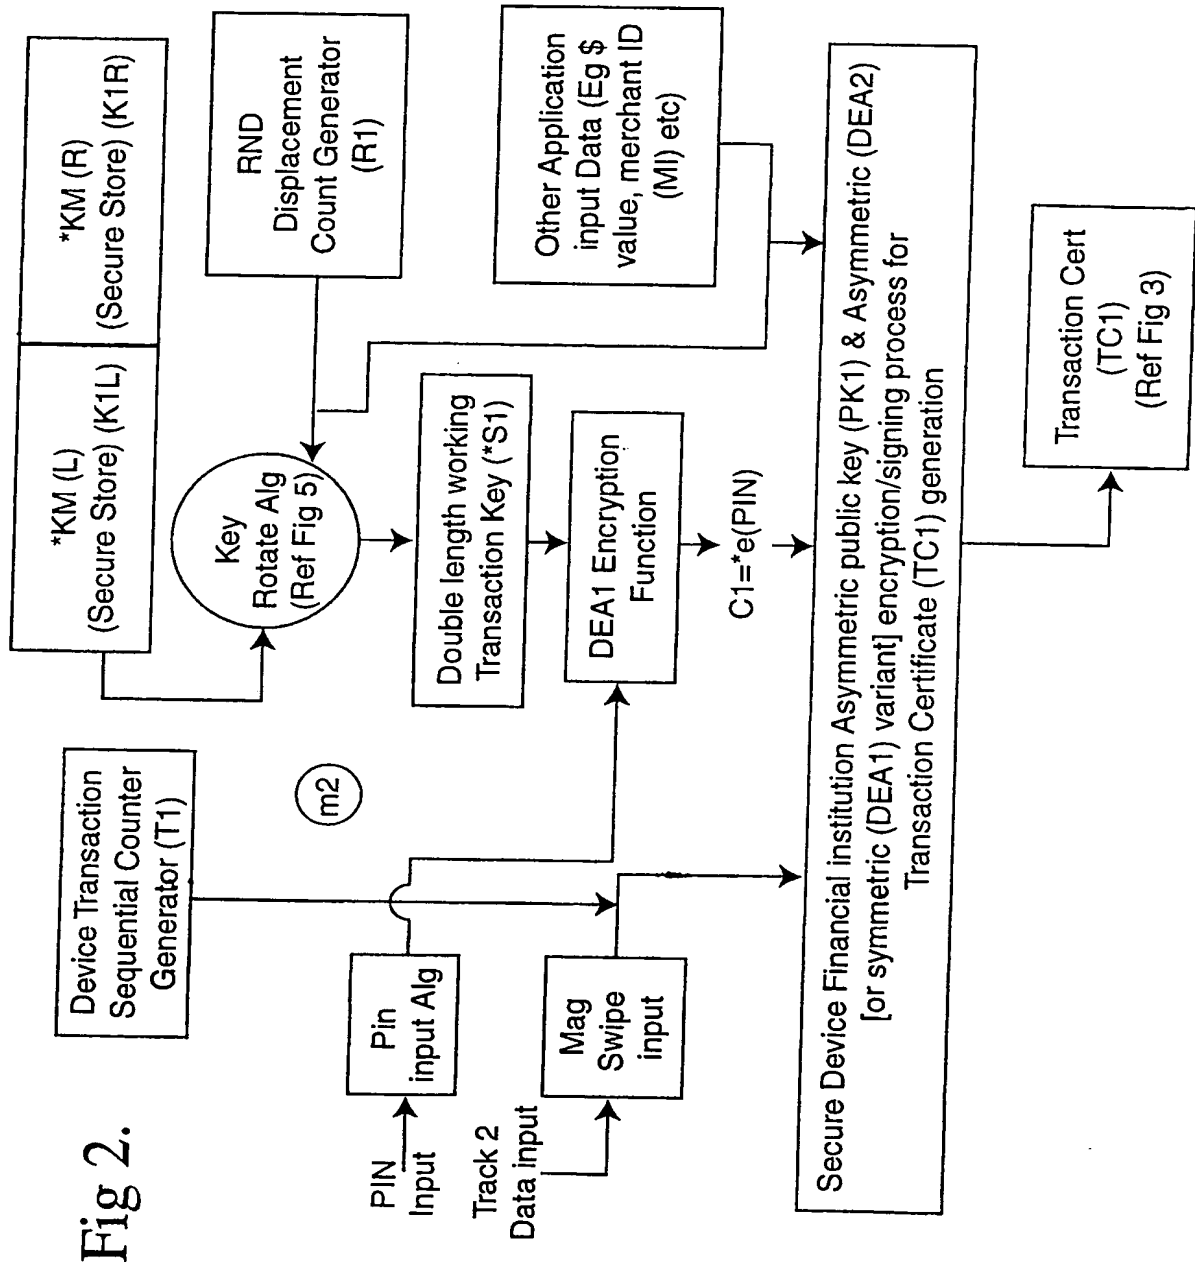 Fig 2.
Device Transaction
Sequential Counter
Generator (T1)
*KM (L)
(Secure Store) (K1L)
*KM (R)
(Secure Store) (K1R)
m2
Key
Rotate Alg
(Ref Fig 5)
RND
Displacement
Count Generator
(R1)
PIN
Input
Pin
input Alg
Double length working
Transaction Key (*S1)
Track 2
Data input
Mag
Swipe
input
DEA1 Encryption
Function
Other Application
input Data (Eg $
value, merchant ID
(MI) etc)
C1=*e(PIN)
Secure Device Financial institution Asymmetric public key (PK1) & Asymmetric (DEA2)
[or symmetric (DEA1) variant] encryption/signing process for
Transaction Certificate (TC1) generation
Transaction Cert
(TC1)
(Ref Fig 3)